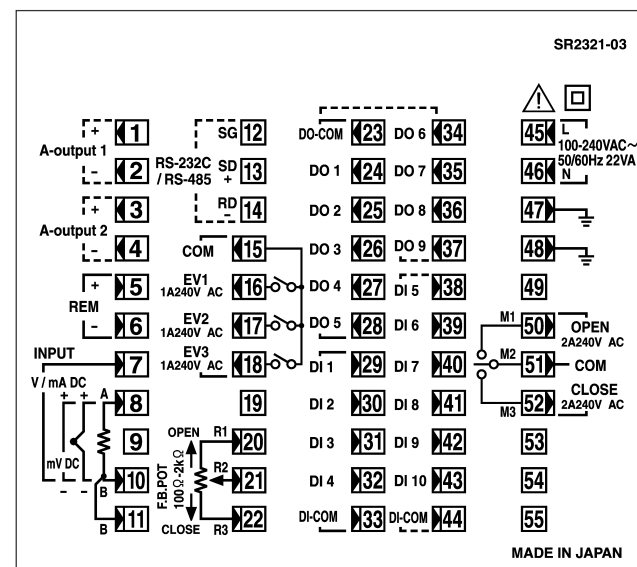 SR2321-03
+ 1
A-output 1
- 2
+ 3
A-output 2
- 4
+ 5
REM
- 6
INPUT
7
V / mA DC
+ + A 8
9
mV DC
- - B 10
B 11
SG 12
RS-232C / RS-485
SD + 13
RD - 14
COM 15
EV1 1A240V AC 16
EV2 1A240V AC 17
EV3 1A240V AC 18
19
OPEN R1 20
F.B.POT 100Ω-2kΩ
R2 21
CLOSE R3 22
DO-COM 23
DO 1 24
DO 2 25
DO 3 26
DO 4 27
DO 5 28
DI 1 29
DI 2 30
DI 3 31
DI 4 32
DI-COM 33
DO 6 34
DO 7 35
DO 8 36
DO 9 37
DI 5 38
DI 6 39
DI 7 40
DI 8 41
DI 9 42
DI 10 43
DI-COM 44
45 L
100-240VAC~
50/60Hz 22VA
46 N
47
48
49
M1 50 OPEN
2A240V AC
M2 51 COM
M3 52 CLOSE
2A240V AC
53
54
55
MADE IN JAPAN